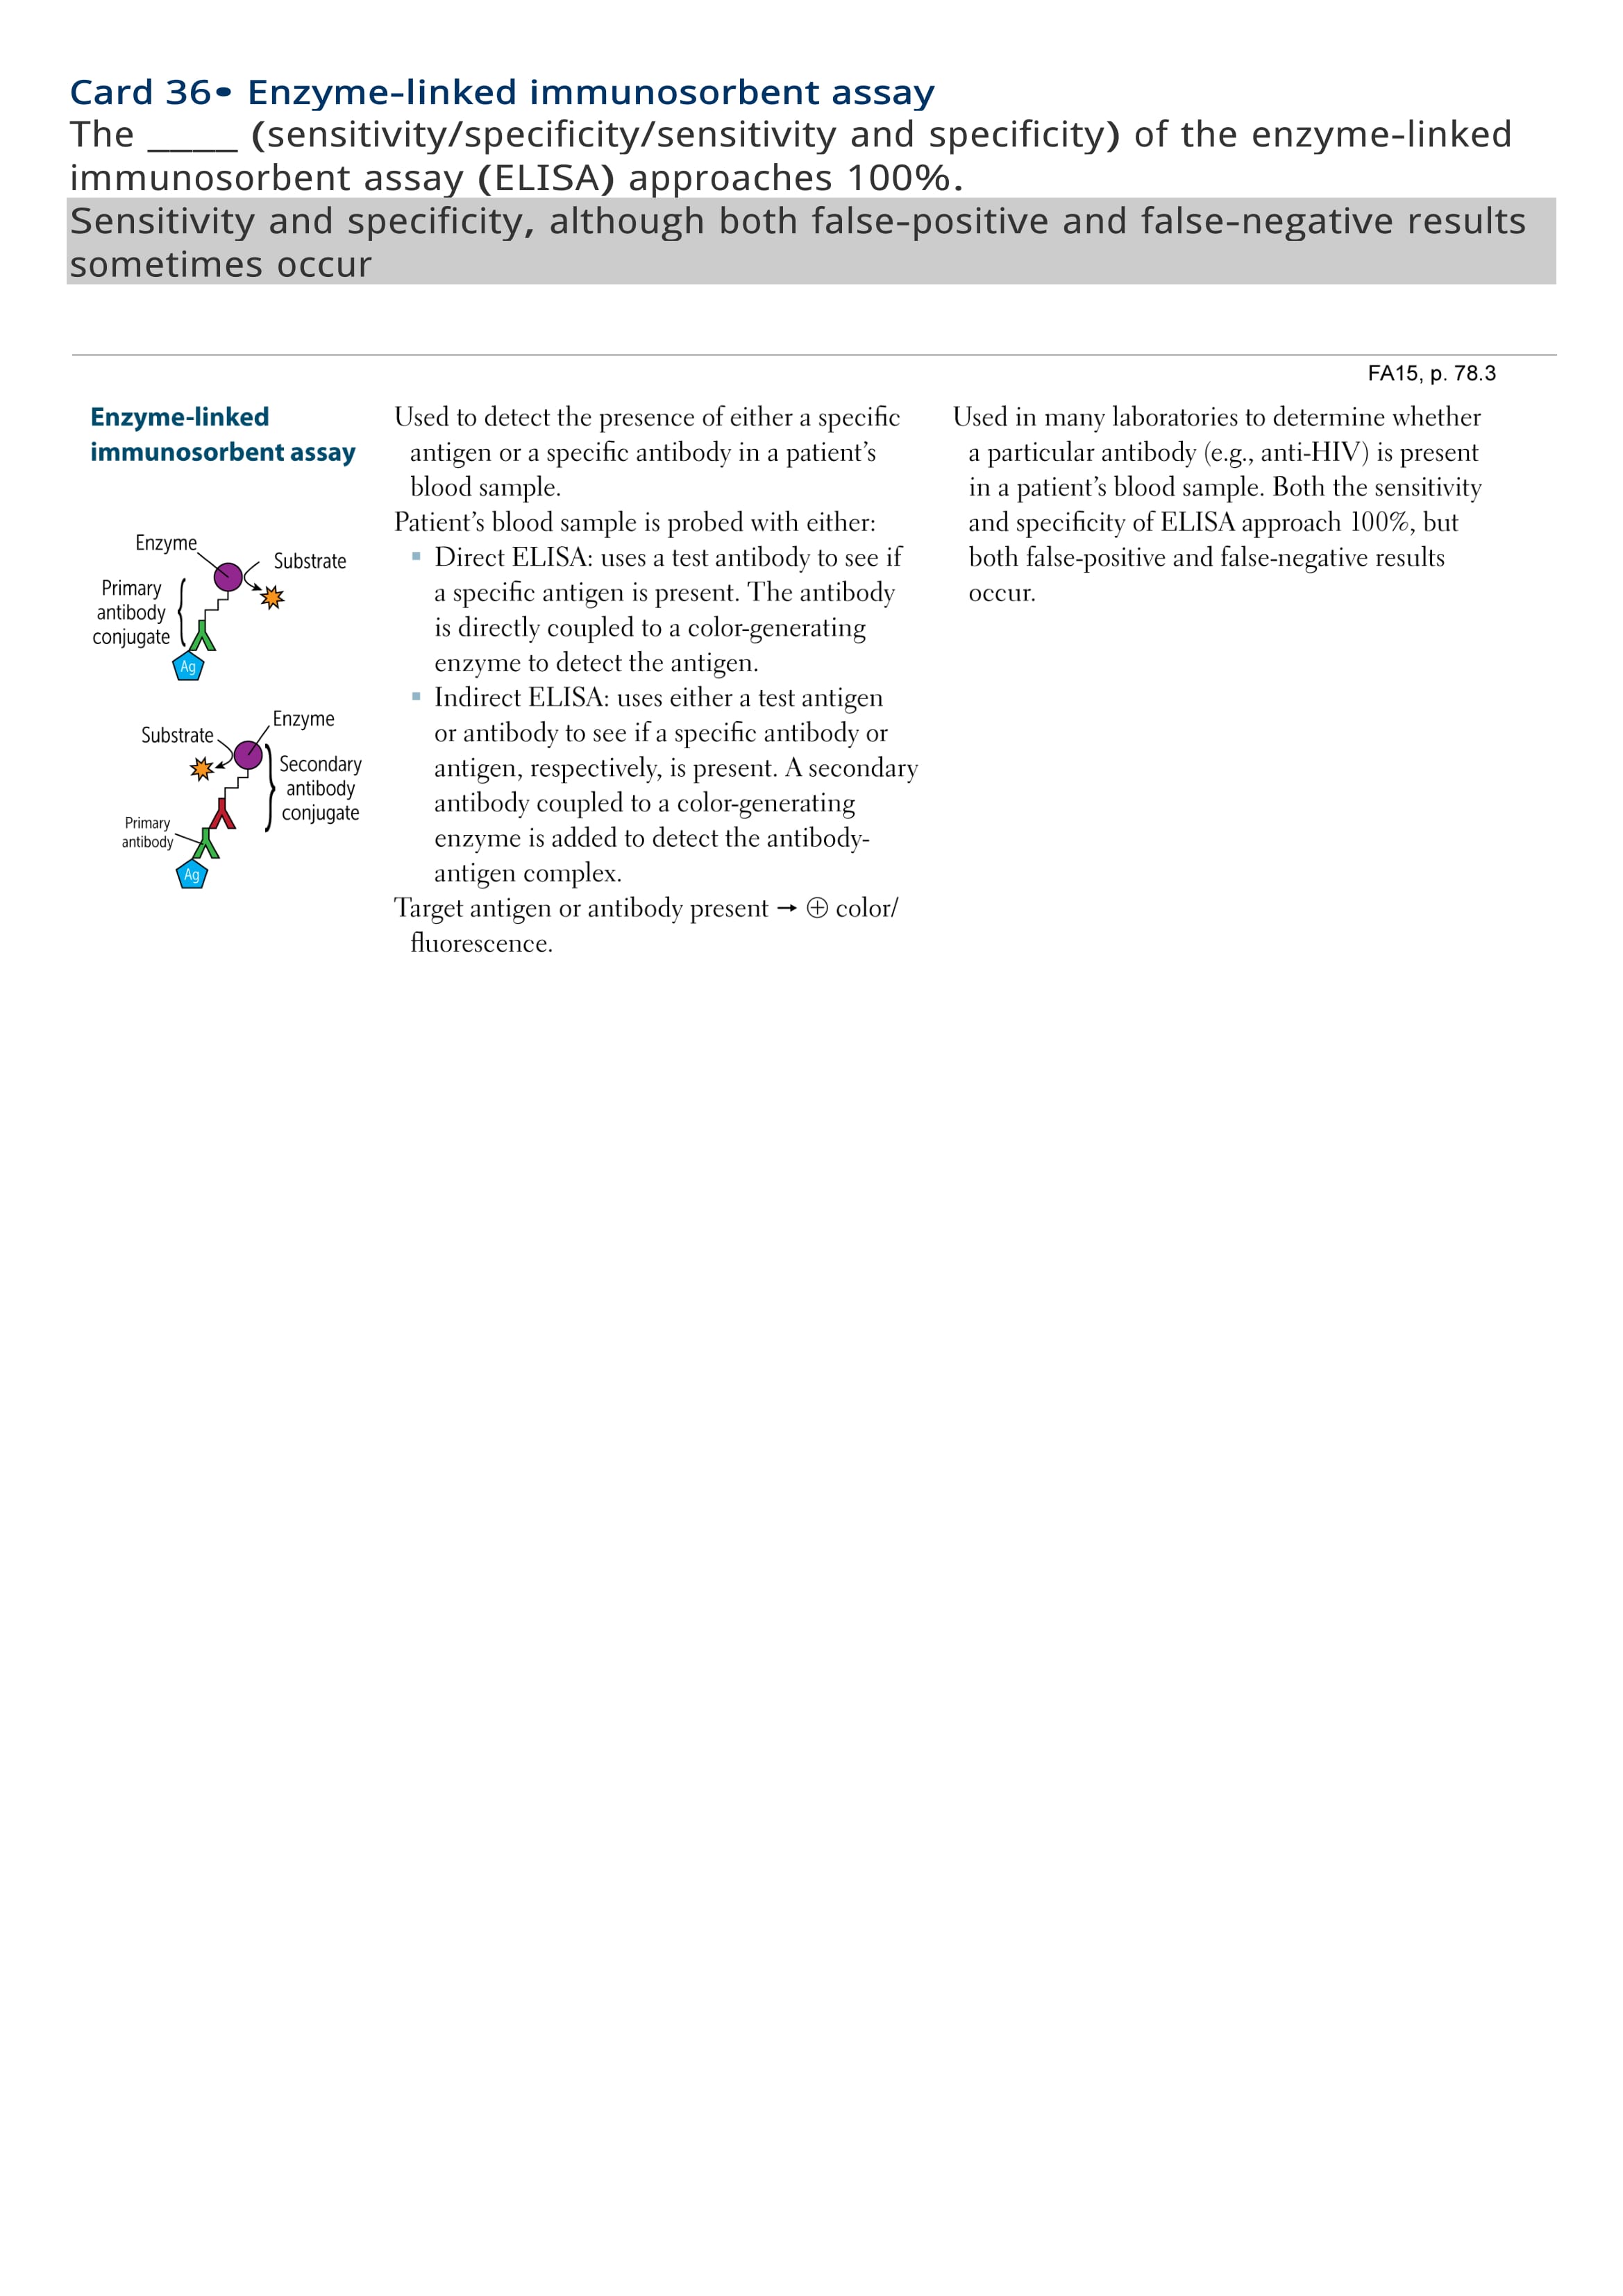 Card 36• Enzyme-linked immunosorbent assay
The ____ (sensitivity/specificity/sensitivity and specificity) of the enzyme-linked
immunosorbent assay (ELISA) approaches 100%.
Sensitivity and specificity, although both false-positive and false-negative results
sometimes occur
FA15, p. 78.3
Enzyme-linked
immunosorbent assay
Enzyme
Substrate
Primary
antibody
conjugate
Ag
Enzyme
Substrate
Secondary
antibody
conjugate
Primary
antibody
Ag
Used to detect the presence of either a specific
antigen or a specific antibody in a patient’s
blood sample.
Patient’s blood sample is probed with either:
▪ Direct ELISA: uses a test antibody to see if
a specific antigen is present. The antibody
is directly coupled to a color-generating
enzyme to detect the antigen.
▪ Indirect ELISA: uses either a test antigen
or antibody to see if a specific antibody or
antigen, respectively, is present. A secondary
antibody coupled to a color-generating
enzyme is added to detect the antibody-
antigen complex.
Target antigen or antibody present → ⊕ color/
fluorescence.
Used in many laboratories to determine whether
a particular antibody (e.g., anti-HIV) is present
in a patient’s blood sample. Both the sensitivity
and specificity of ELISA approach 100%, but
both false-positive and false-negative results
occur.